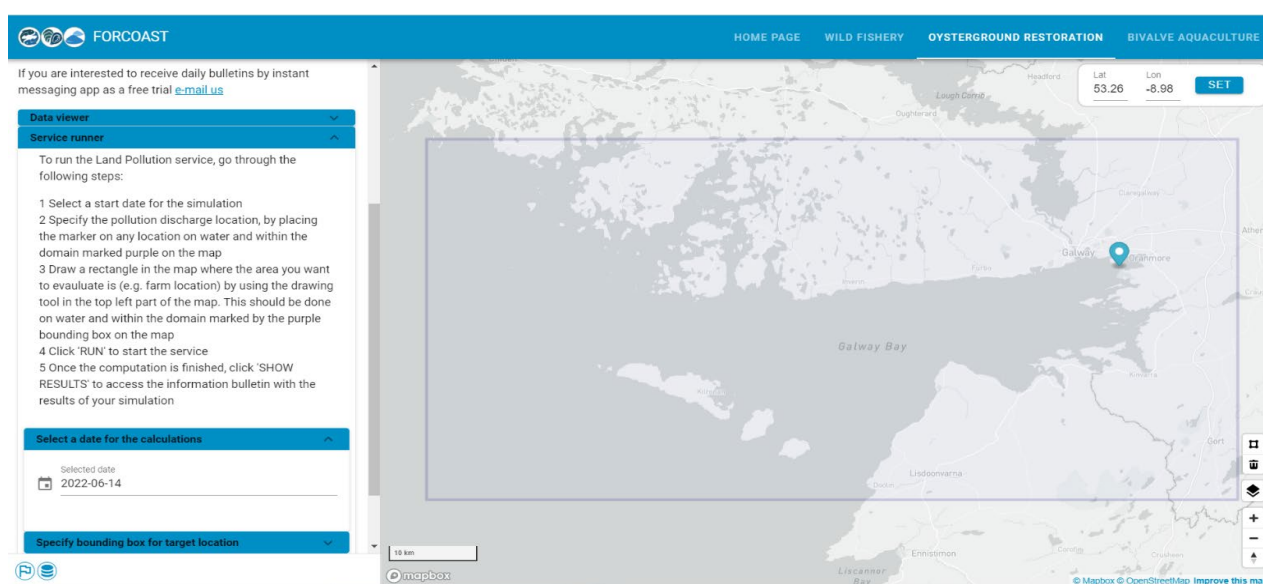 FORCOAST
HOME PAGE WILD FISHERY OYSTERGROUND RESTORATION BIVALVE AQUACULTURE
If you are interested to receive daily bulletins by instant
messaging app as a free trial e-mail us
Data viewer
Service runner
To run the Land Pollution service, go through the
following steps:
1 Select a start date for the simulation
2 Specify the pollution discharge location, by placing
the marker on any location on water and within the
domain marked purple on the map
3 Draw a rectangle in the map where the area you want
to evauluate is (e.g. farm location) by using the drawing
tool in the top left part of the map. This should be done
on water and within the domain marked by the purple
bounding box on the map
4 Click 'RUN' to start the service
5 Once the computation is finished, click 'SHOW
RESULTS' to access the information bulletin with the
results of your simulation
Select a date for the calculations
Selected date
2022-06-14
Specify bounding box for target location
Lat Lon
53.26 -8.98 SET
Headford
Lough Corrib
Oughterard
Claregalway
Galway
Oranmore
Galway Bay
Kinvara
Gort
Lisdoonvarna
Doolin
Ennistimon
Liscannor
Bay
10 km
mapbox
© Mapbox © OpenStreetMap Improve this ma